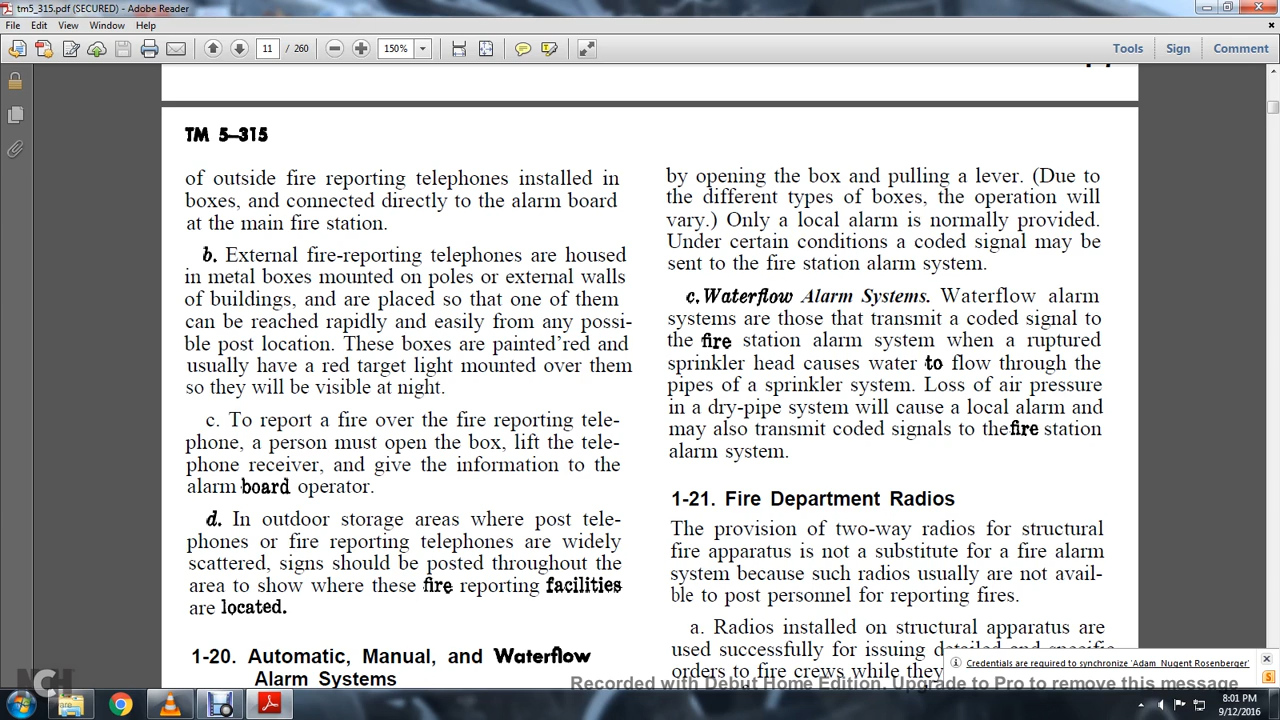 tm5_315.pdf (SECURED) - Adobe Reader
File Edit View Window Help
11 / 260 150% Tools Sign Comment
TM 5–315
of outside fire reporting telephones installed in
boxes, and connected directly to the alarm board
at the main fire station.
b. External fire-reporting telephones are housed
in metal boxes mounted on poles or external walls
of buildings, and are placed so that one of them
can be reached rapidly and easily from any possi-
ble post location. These boxes are painted'red and
usually have a red target light mounted over them
so they will be visible at night.
c. To report a fire over the fire reporting tele-
phone, a person must open the box, lift the tele-
phone receiver, and give the information to the
alarm board operator.
d. In outdoor storage areas where post tele-
phones or fire reporting telephones are widely
scattered, signs should be posted throughout the
area to show where these fire reporting facilities
are located.
1-20. Automatic, Manual, and Waterflow
Alarm Systems
by opening the box and pulling a lever. (Due to
the different types of boxes, the operation will
vary.) Only a local alarm is normally provided.
Under certain conditions a coded signal may be
sent to the fire station alarm system.
c. Waterflow Alarm Systems. Waterflow alarm
systems are those that transmit a coded signal to
the fire station alarm system when a ruptured
sprinkler head causes water to flow through the
pipes of a sprinkler system. Loss of air pressure
in a dry-pipe system will cause a local alarm and
may also transmit coded signals to the fire station
alarm system.
1-21. Fire Department Radios
The provision of two-way radios for structural
fire apparatus is not a substitute for a fire alarm
system because such radios usually are not avail-
ble to post personnel for reporting fires.
a. Radios installed on structural apparatus are
used successfully for issuing detailed and specific
orders to fire crews while they
Credentials are required to synchronize 'Adam_Nugent Rosenberger'
Recorded with Debut Home Edition. Upgrade to Pro to remove this message
NCH
8:01 PM
9/12/2016